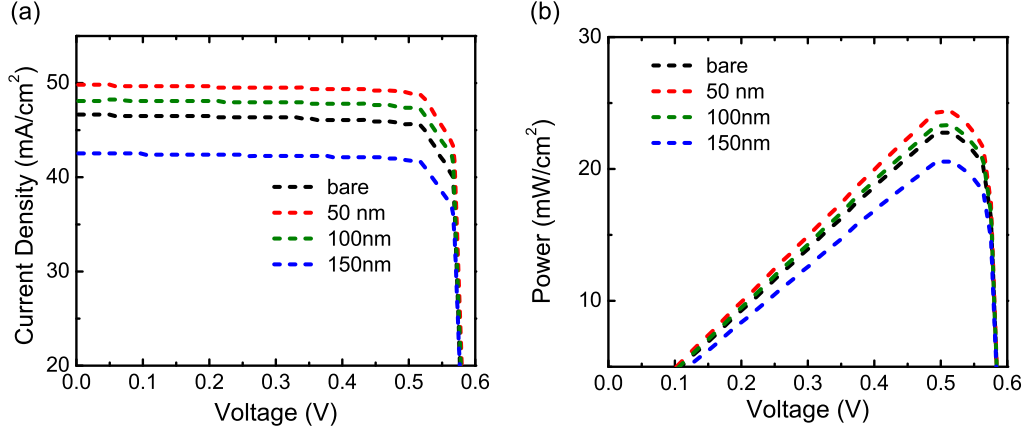 (a)
Current Density (mA/cm²)
50
40
30
20
0.0 0.1 0.2 0.3 0.4 0.5 0.6
Voltage (V)
bare
50 nm
100nm
150nm
(b)
Power (mW/cm²)
30
20
10
0.0 0.1 0.2 0.3 0.4 0.5 0.6
Voltage (V)
bare
50 nm
100nm
150nm